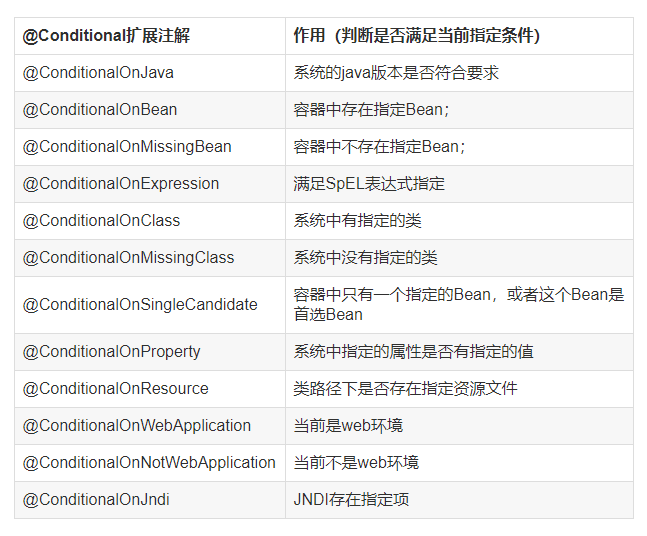 @Conditional扩展注解 作用（判断是否满足当前指定条件）
@ConditionalOnJava 系统的java版本是否符合要求
@ConditionalOnBean 容器中存在指定Bean；
@ConditionalOnMissingBean 容器中不存在指定Bean；
@ConditionalOnExpression 满足SpEL表达式指定
@ConditionalOnClass 系统中有指定的类
@ConditionalOnMissingClass 系统中没有指定的类
@ConditionalOnSingleCandidate 容器中只有一个指定的Bean，或者这个Bean是
首选Bean
@ConditionalOnProperty 系统中指定的属性是否有指定的值
@ConditionalOnResource 类路径下是否存在指定资源文件
@ConditionalOnWebApplication 当前是web环境
@ConditionalOnNotWebApplication 当前不是web环境
@ConditionalOnJndi JNDI存在指定项